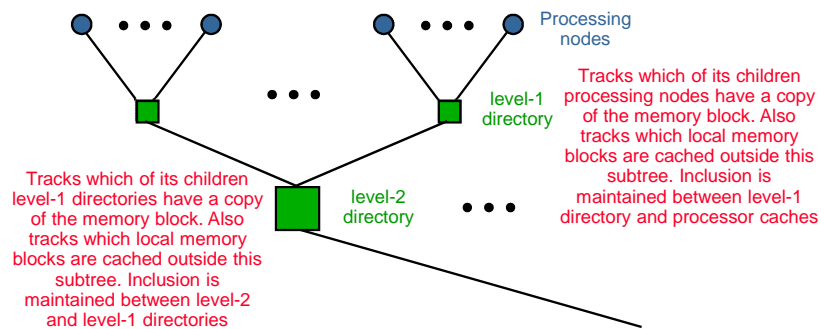 Processing
nodes
level-1
directory
Tracks which of its children
processing nodes have a copy
of the memory block. Also
tracks which local memory
blocks are cached outside this
subtree. Inclusion is
maintained between level-1
directory and processor caches
Tracks which of its children
level-1 directories have a copy
of the memory block. Also
tracks which local memory
blocks are cached outside this
subtree. Inclusion is
maintained between level-2
and level-1 directories
level-2
directory